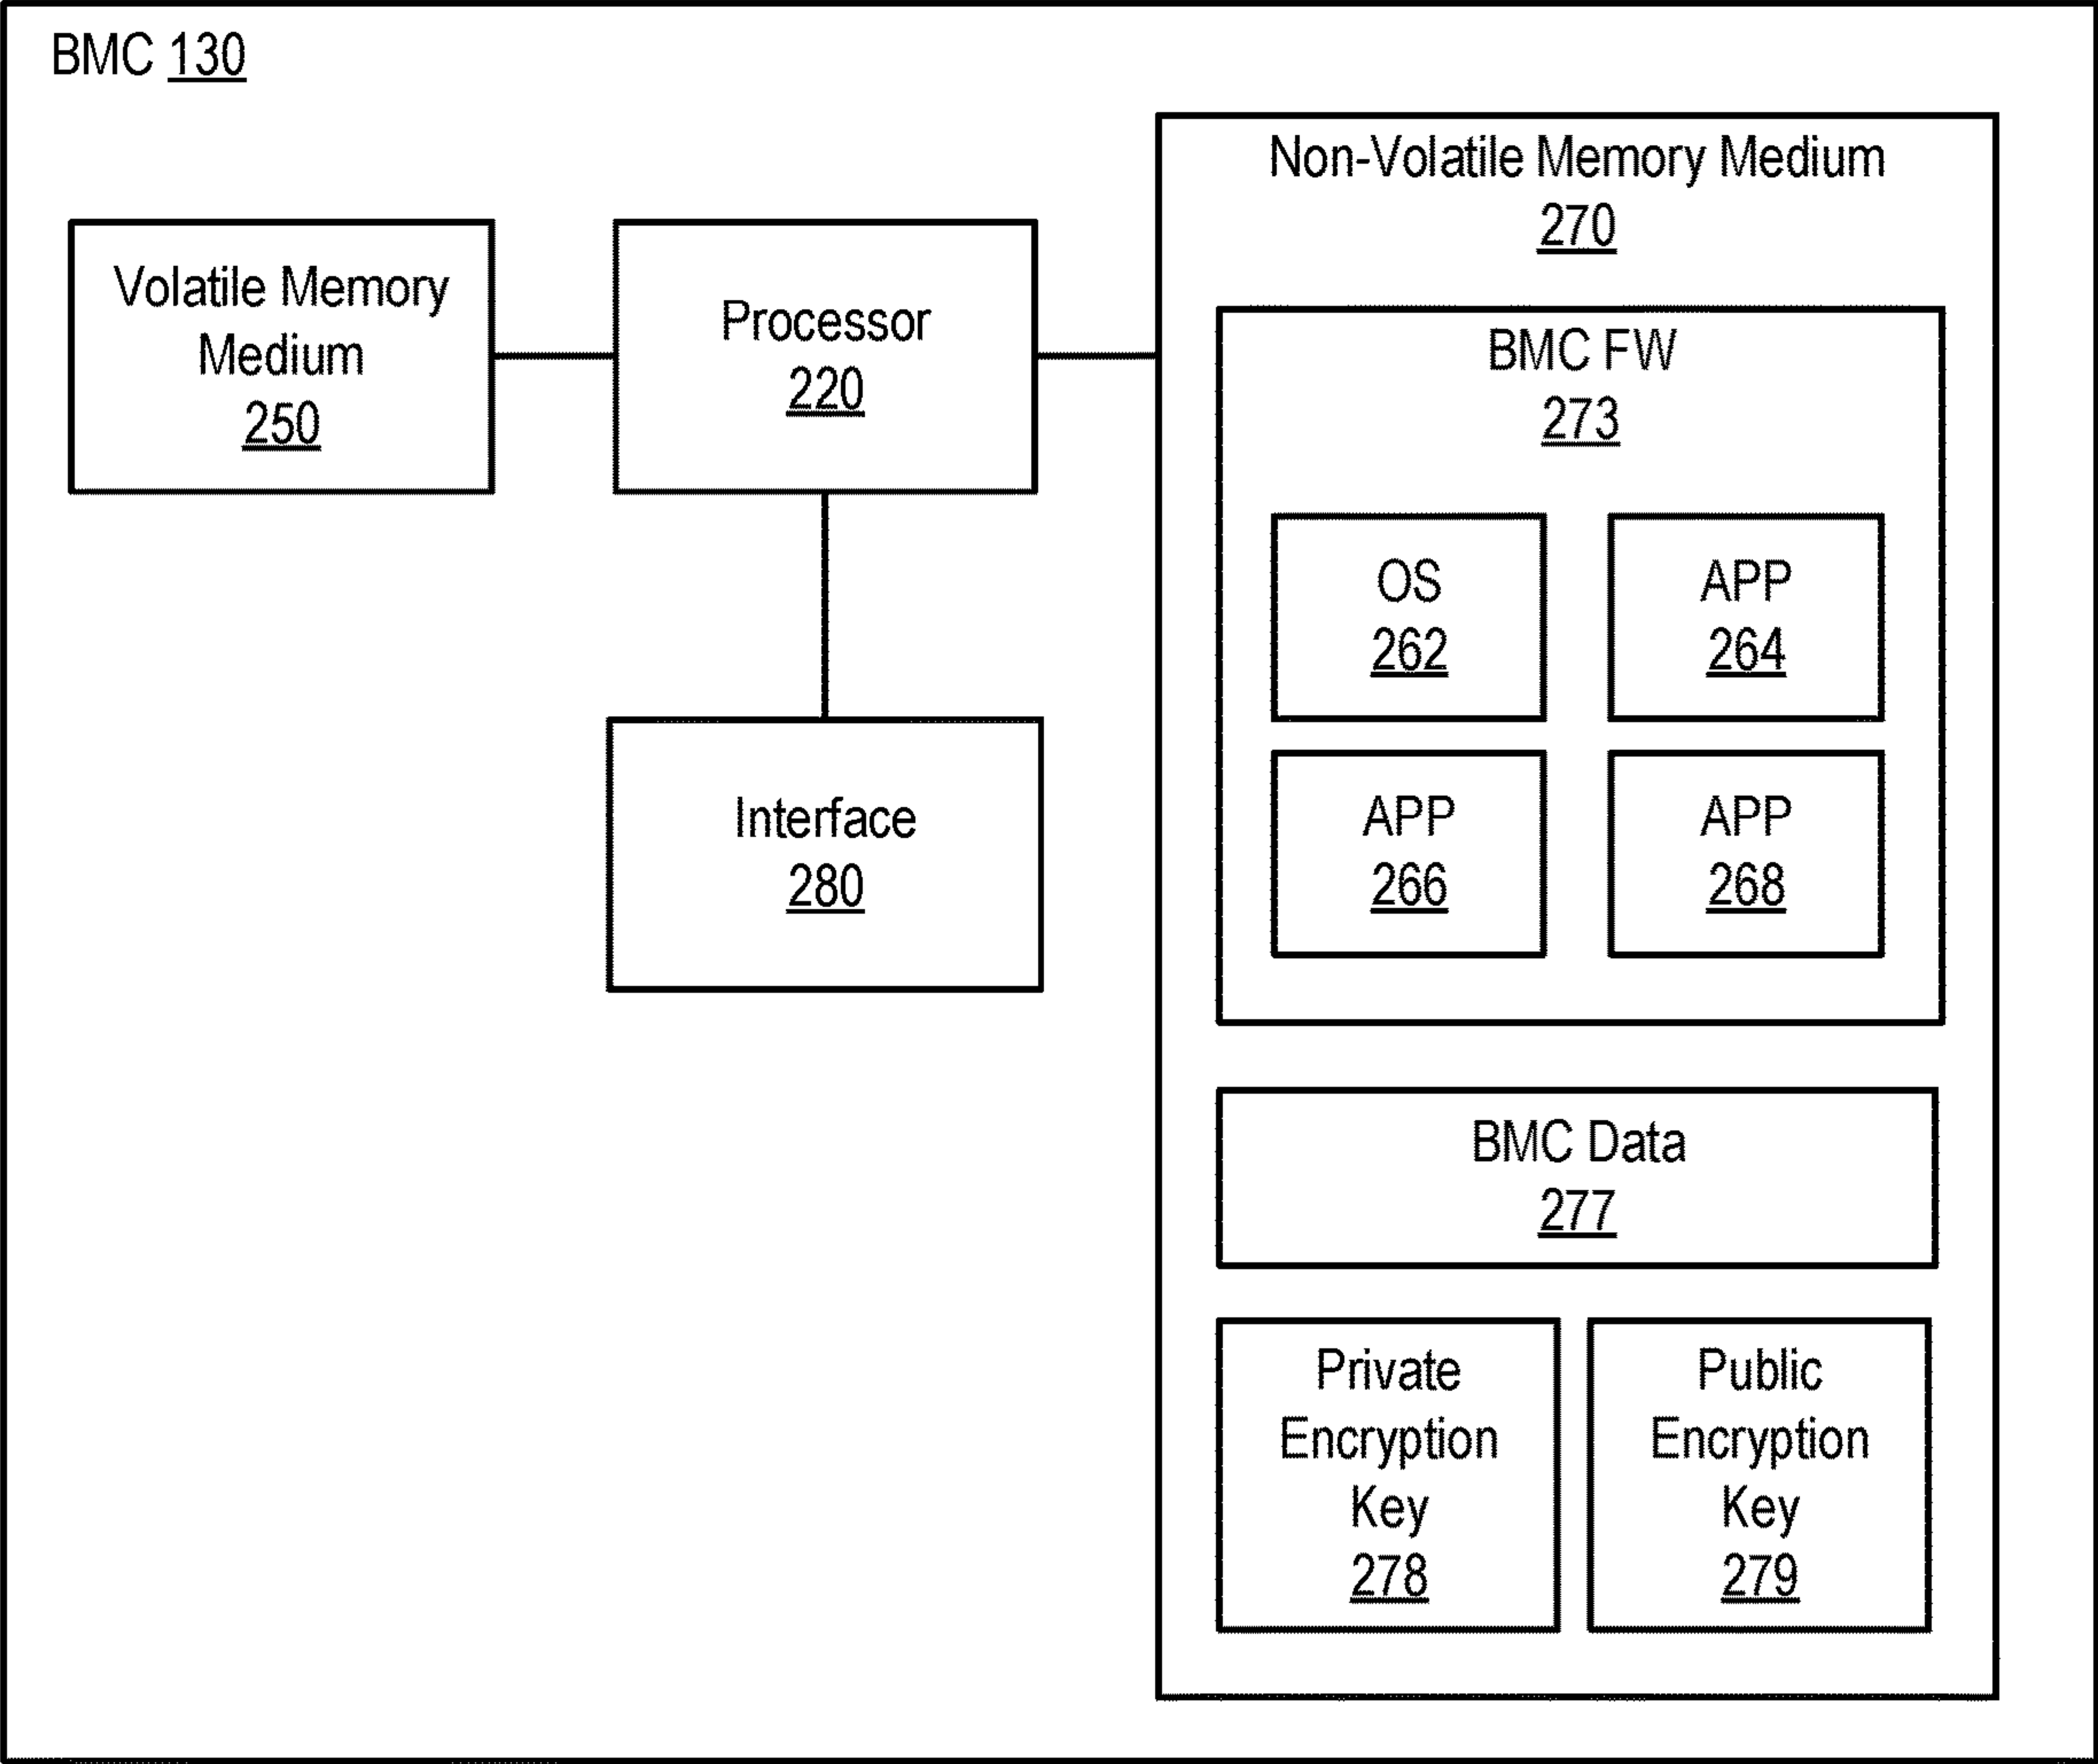 BMC 130
Volatile Memory
Medium
250
Processor
220
Interface
280
Non-Volatile Memory Medium
270
BMC FW
273
OS
262
APP
264
APP
266
APP
268
BMC Data
277
Private
Encryption
Key
278
Public
Encryption
Key
279